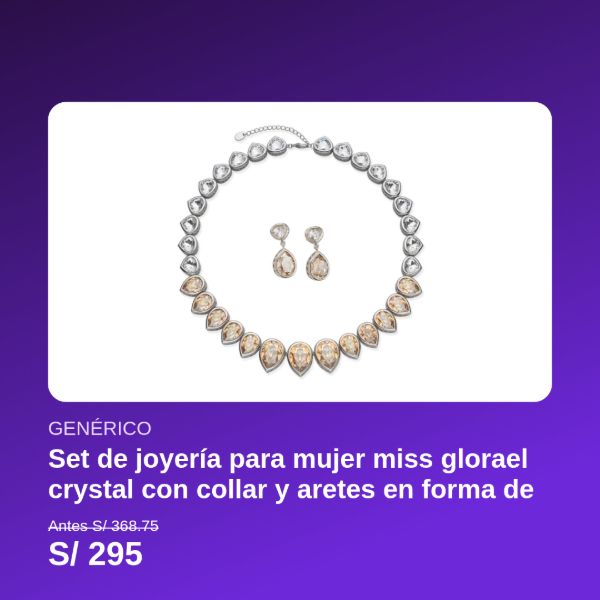 GENÉRICO
Set de joyería para mujer miss glorael
crystal con collar y aretes en forma de
Antes S/ 368.75
S/ 295